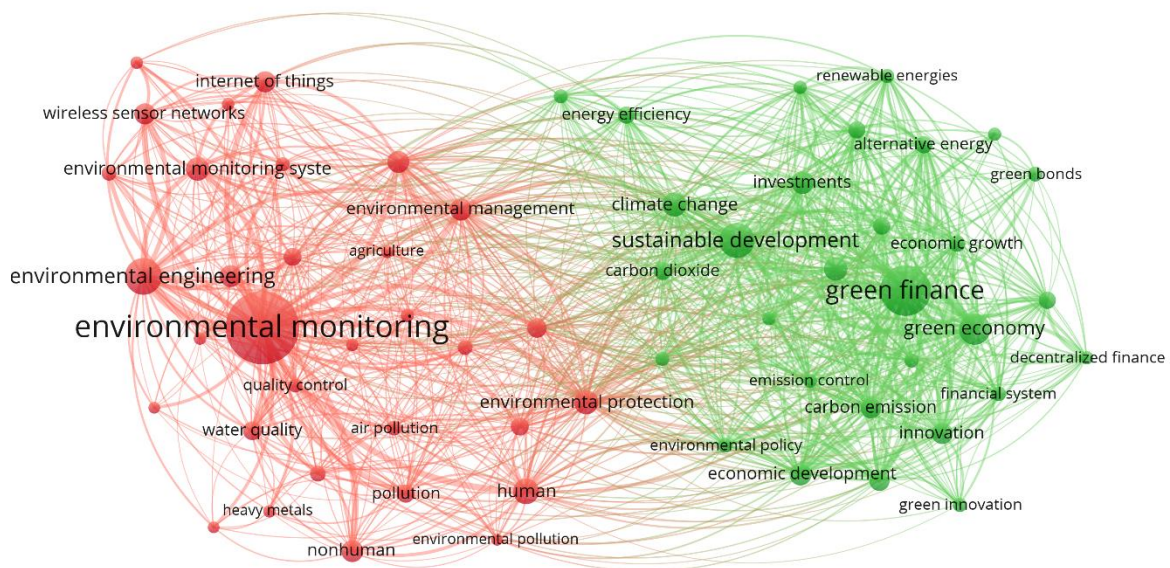 internet of things
renewable energies
wireless sensor networks
energy efficiency
alternative energy
environmental monitoring syste
green bonds
investments
climate change
environmental management
sustainable development
economic growth
agriculture
carbon dioxide
environmental engineering
green finance
environmental monitoring
green economy
decentralized finance
quality control
emission control
financial system
environmental protection
carbon emission
water quality
air pollution
innovation
environmental policy
economic development
pollution
human
green innovation
heavy metals
environmental pollution
nonhuman